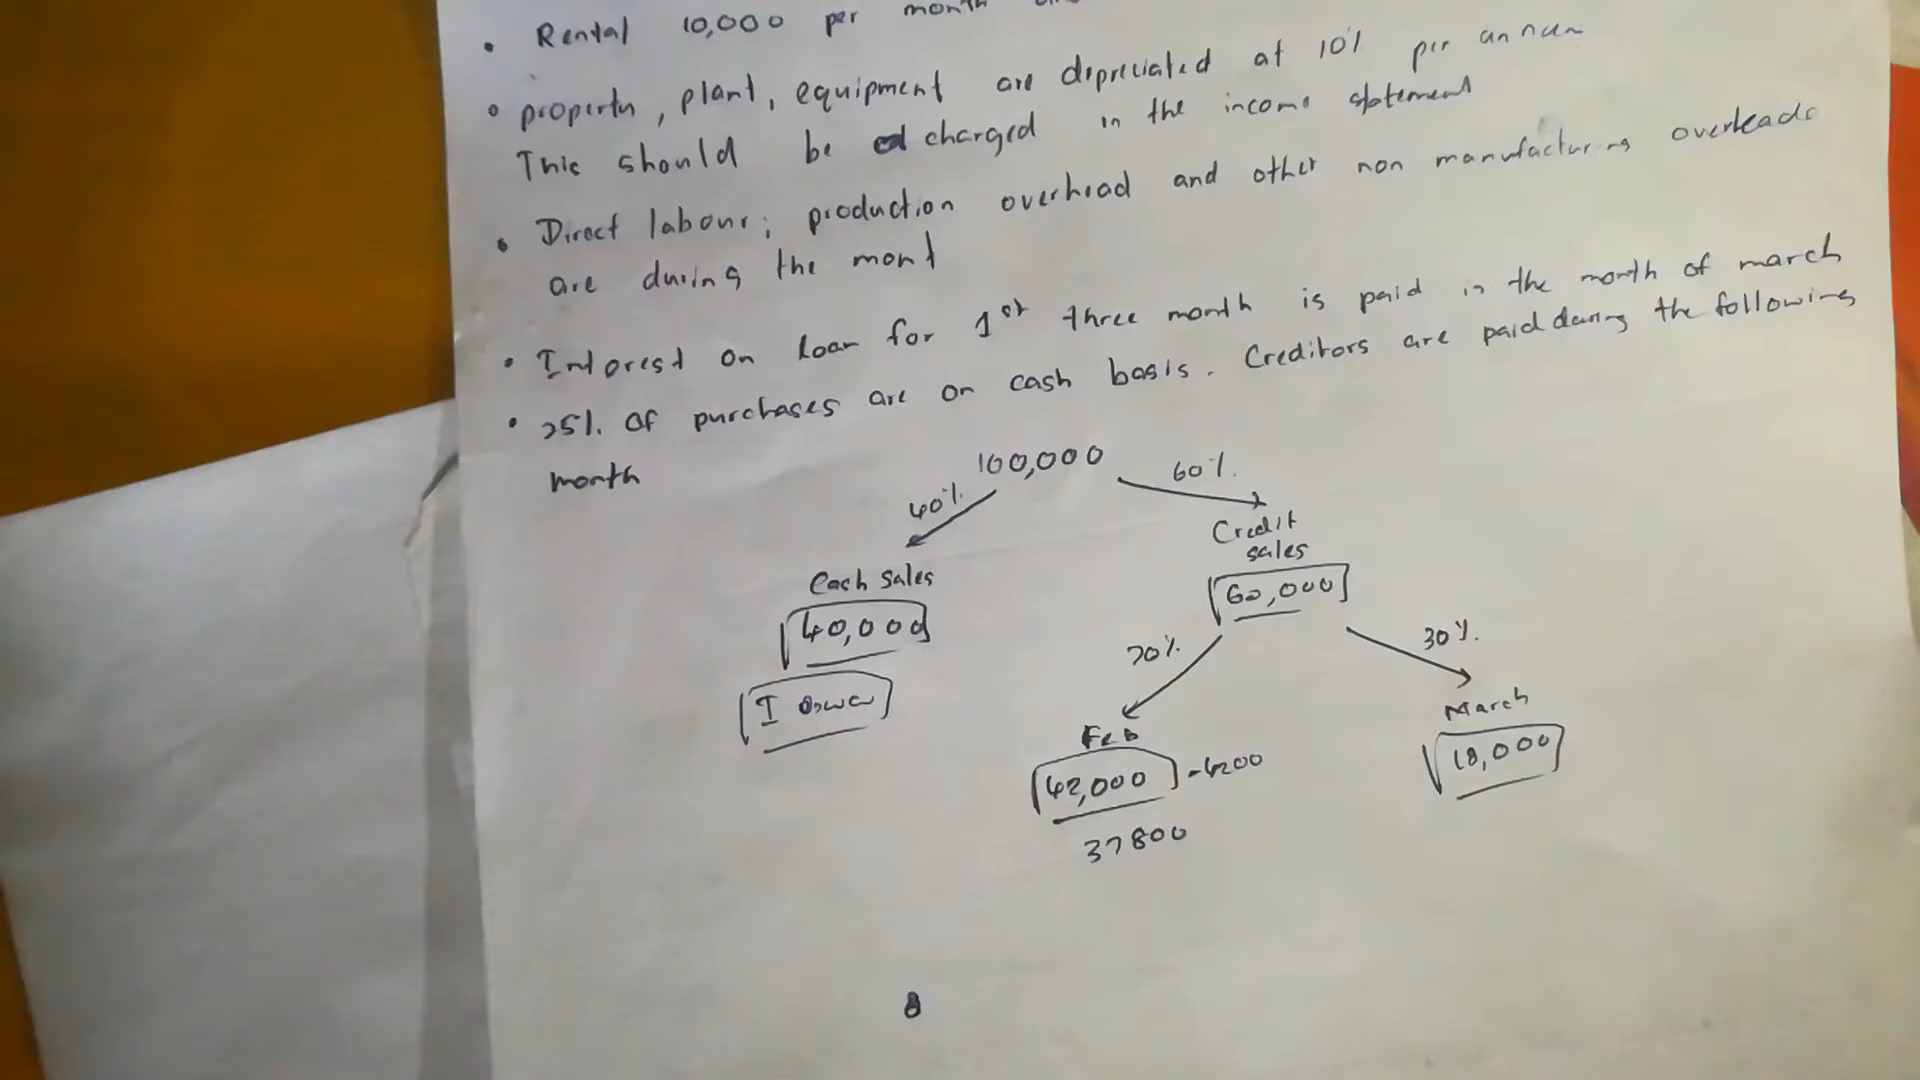 • Rental 10,000 per month
• property, plant, equipment are depreciated at 10% per annum
This should be charged in the income statement
• Direct labour; production overhead and other non manufacturing overheads
are during the mont
• Interest on loan for 1st three month is paid in the month of march
• 25%. of purchases are on cash basis. Creditors are paid during the following
month
100,000
40%
60%.
Cash sales
40,000
Credit
sales
60,000
70%.
30%.
Feb
42,000 - 4200
37800
March
18,000
8